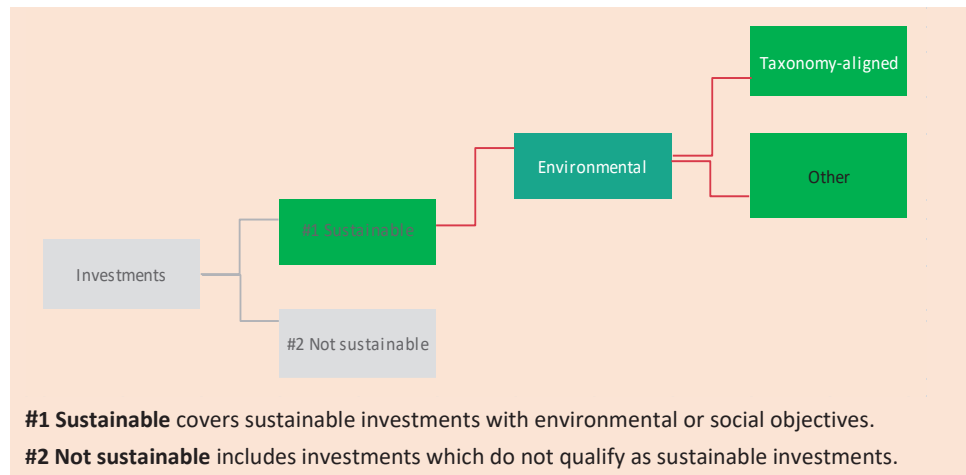 Taxonomy-aligned
Environmental
Other
#1 Sustainable
Investments
#2 Not sustainable
#1 Sustainable covers sustainable investments with environmental or social objectives.
#2 Not sustainable includes investments which do not qualify as sustainable investments.